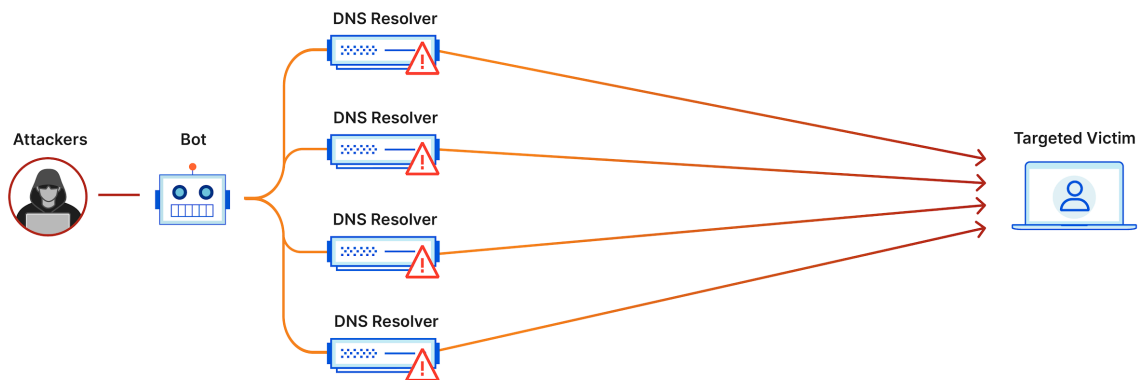 DNS Resolver
DNS Resolver
Attackers
Bot
Targeted Victim
DNS Resolver
DNS Resolver